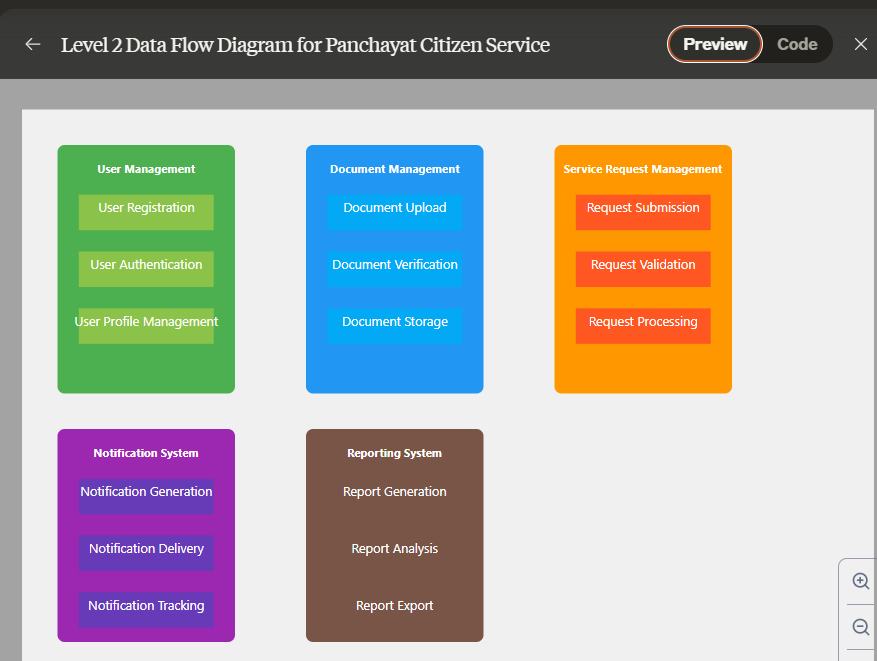 Level 2 Data Flow Diagram for Panchayat Citizen Service
Preview
Code
User Management
User Registration
User Authentication
User Profile Management
Document Management
Document Upload
Document Verification
Document Storage
Service Request Management
Request Submission
Request Validation
Request Processing
Notification System
Notification Generation
Notification Delivery
Notification Tracking
Reporting System
Report Generation
Report Analysis
Report Export